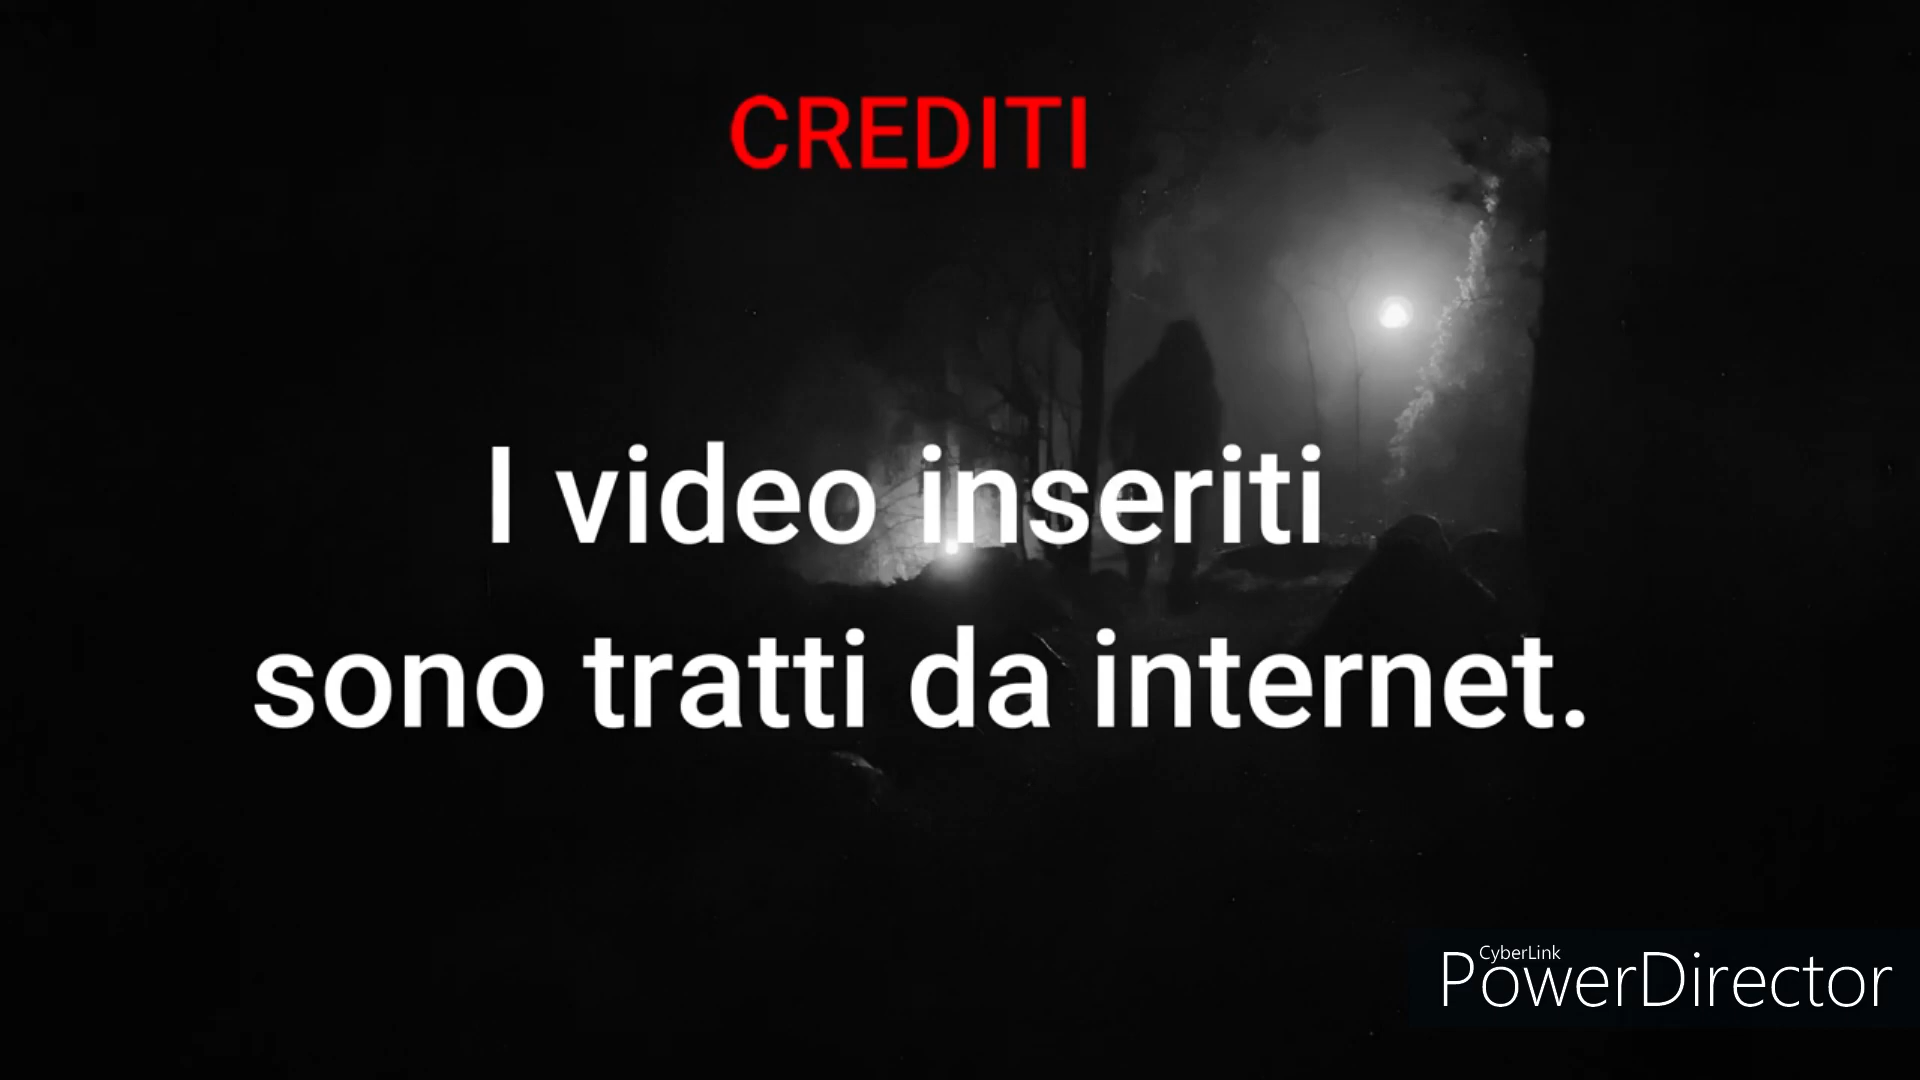 CREDITI
I video inseriti
sono tratti da internet.
CyberLink
PowerDirector